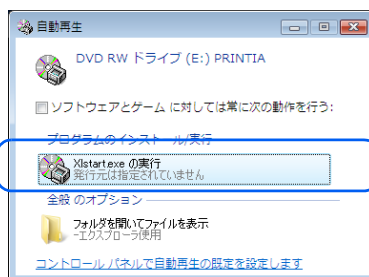 自動再生
DVD RW ドライブ (E:) PRINTIA
ソフトウェアとゲーム に対しては常に次の動作を行う:
プログラムのインストール/実行
Xlstart.exe の実行
発行元は指定されていません
全般 のオプション
フォルダを開いてファイルを表示
-エクスプローラ使用
コントロール パネルで自動再生の既定を設定します